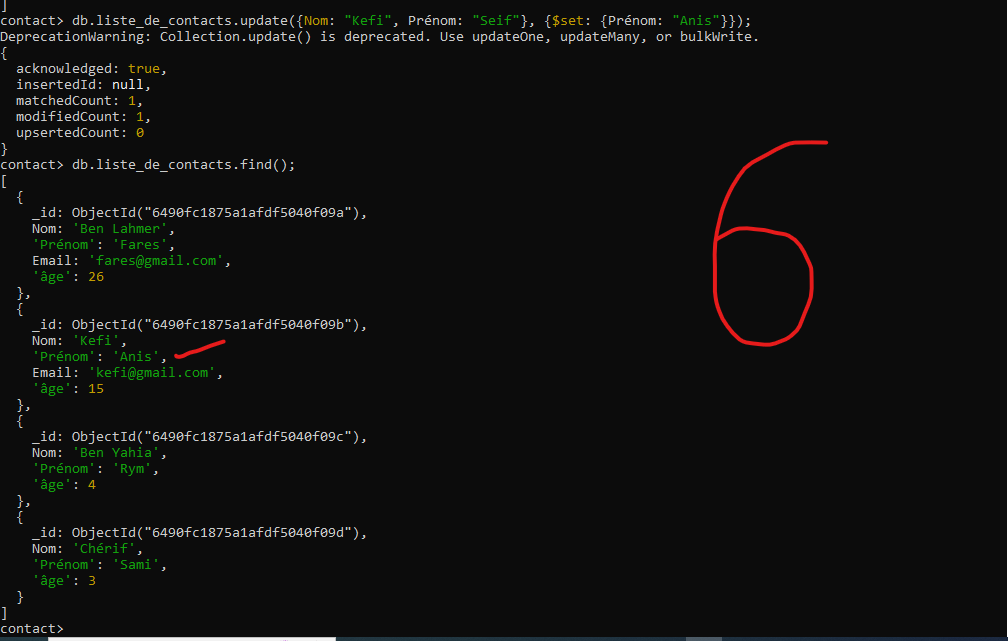 ]
contact> db.liste_de_contacts.update({Nom: "Kefi", Prénom: "Seif"}, {$set: {Prénom: "Anis"}});
DeprecationWarning: Collection.update() is deprecated. Use updateOne, updateMany, or bulkWrite.
{
  acknowledged: true,
  insertedId: null,
  matchedCount: 1,
  modifiedCount: 1,
  upsertedCount: 0
}
contact> db.liste_de_contacts.find();
[
  {
    _id: ObjectId("6490fc1875a1afdf5040f09a"),
    Nom: 'Ben Lahmer',
    'Prénom': 'Fares',
    Email: 'fares@gmail.com',
    'âge': 26
  },
  {
    _id: ObjectId("6490fc1875a1afdf5040f09b"),
    Nom: 'Kefi',
    'Prénom': 'Anis',
    Email: 'kefi@gmail.com',
    'âge': 15
  },
  {
    _id: ObjectId("6490fc1875a1afdf5040f09c"),
    Nom: 'Ben Yahia',
    'Prénom': 'Rym',
    'âge': 4
  },
  {
    _id: ObjectId("6490fc1875a1afdf5040f09d"),
    Nom: 'Chérif',
    'Prénom': 'Sami',
    'âge': 3
  }
]
contact>
6